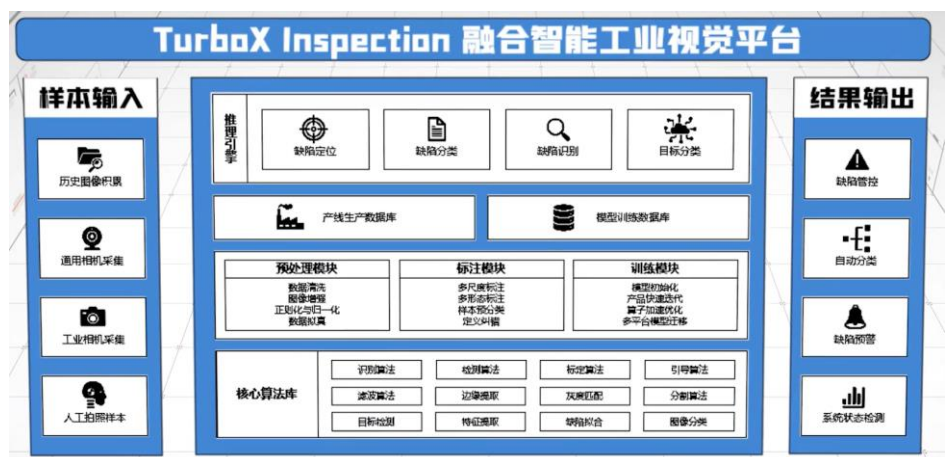 TurboX Inspection 融合智能工业视觉平台
样本输入
历史图像积累
通用相机采集
工业相机采集
人工拍照样本
推理引擎
缺陷定位
缺陷分类
缺陷识别
目标分类
产线生产数据库
模型训练数据库
预处理模块
数据清洗
图像增强
正则化与归一化
数据拟真
标注模块
多尺度标注
多形态标注
样本预分类
定义纠错
训练模块
模型初始化
产品快速迭代
算子加速优化
多平台模型迁移
核心算法库
识别算法
检测算法
标定算法
引导算法
滤波算法
边缘提取
灰度匹配
分割算法
目标检测
特征提取
缺陷拟合
图像分类
结果输出
缺陷管控
自动分类
缺陷预警
系统状态检测